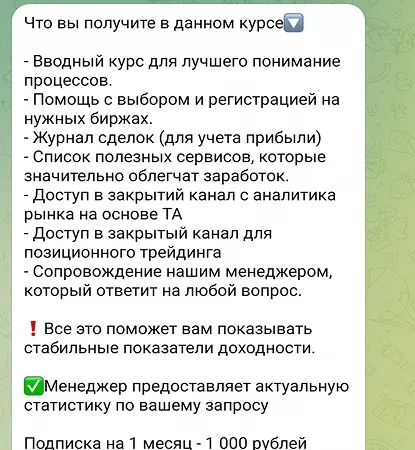 Что вы получите в данном курсе🔽
- Вводный курс для лучшего понимание
процессов.
- Помощь с выбором и регистрацией на
нужных биржах.
- Журнал сделок (для учета прибыли)
- Список полезных сервисов, которые
значительно облегчат заработок.
- Доступ в закрытий канал с аналитика
рынка на основе ТА
- Доступ в закрытый канал для
позиционного трейдинга
- Сопровождение нашим менеджером,
который ответит на любой вопрос.
❗ Все это поможет вам показывать
стабильные показатели доходности.
✅Менеджер предоставляет актуальную
статистику по вашему запросу
Подписка на 1 месяц - 1 000 рублей